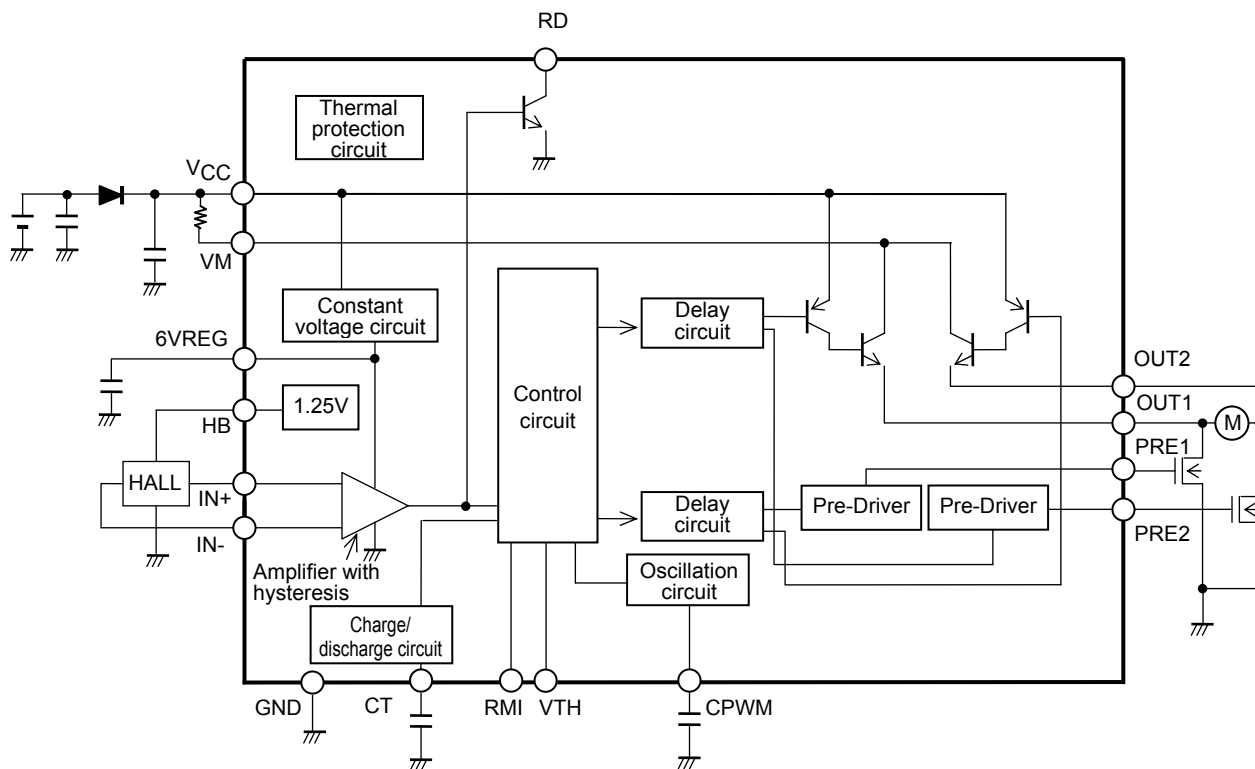 RD
Thermal
protection
circuit
VCC
VM
Constant
voltage circuit
Delay
circuit
6VREG
OUT2
1.25V
Control
circuit
OUT1
HB
M
PRE1
HALL
IN+
Delay
circuit
Pre-Driver
Pre-Driver
IN-
PRE2
Amplifier with
hysteresis
Oscillation
circuit
Charge/
discharge circuit
GND
CT
RMI
VTH
CPWM